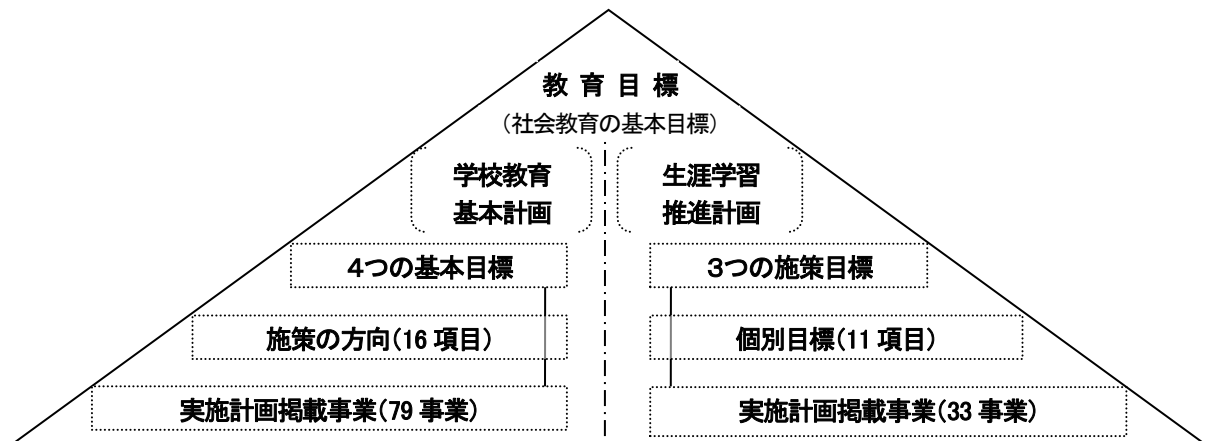 教 育 目 標
（社会教育の基本目標）
学校教育
基本計画
生涯学習
推進計画
４つの基本目標
３つの施策目標
施策の方向（16 項目）
個別目標（11 項目）
実施計画掲載事業（79 事業）
実施計画掲載事業（33 事業）